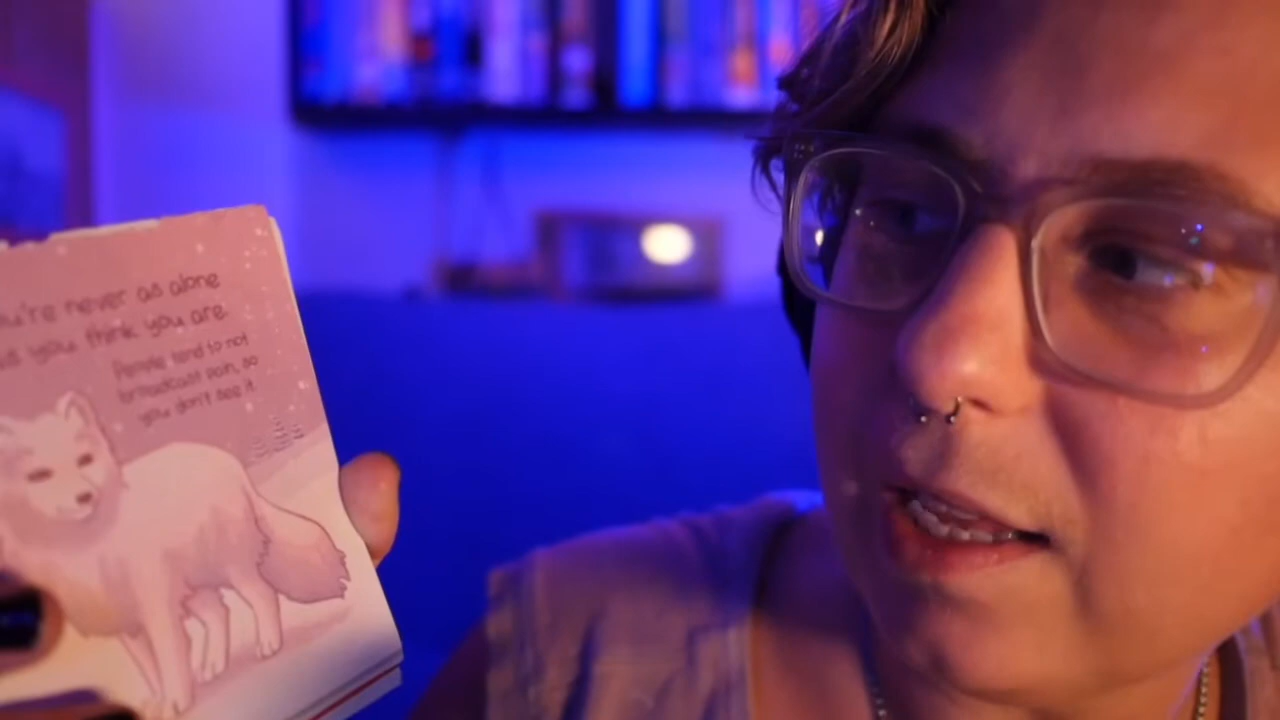 u're never as alone
as you think you are.
People tend to not
broadcast pain, so
you don't see it.